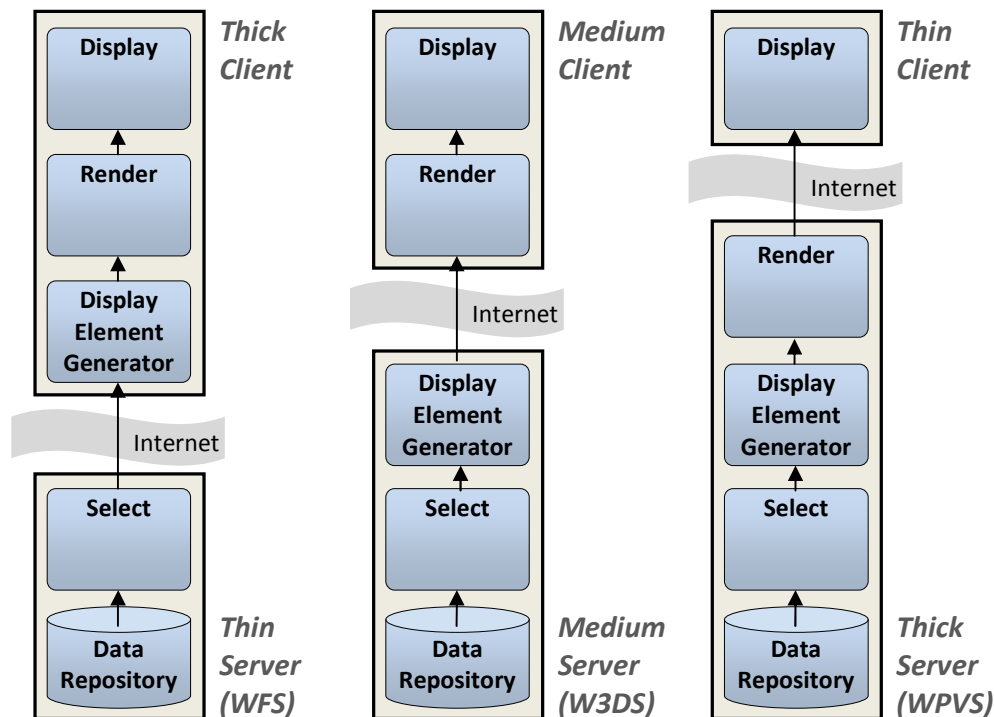 Display
Thick
Client
Render
Display
Element
Generator
Internet
Select
Data
Repository
Thin
Server
(WFS)
Display
Medium
Client
Render
Internet
Display
Element
Generator
Select
Data
Repository
Medium
Server
(W3DS)
Display
Thin
Client
Internet
Render
Display
Element
Generator
Select
Data
Repository
Thick
Server
(WPVS)